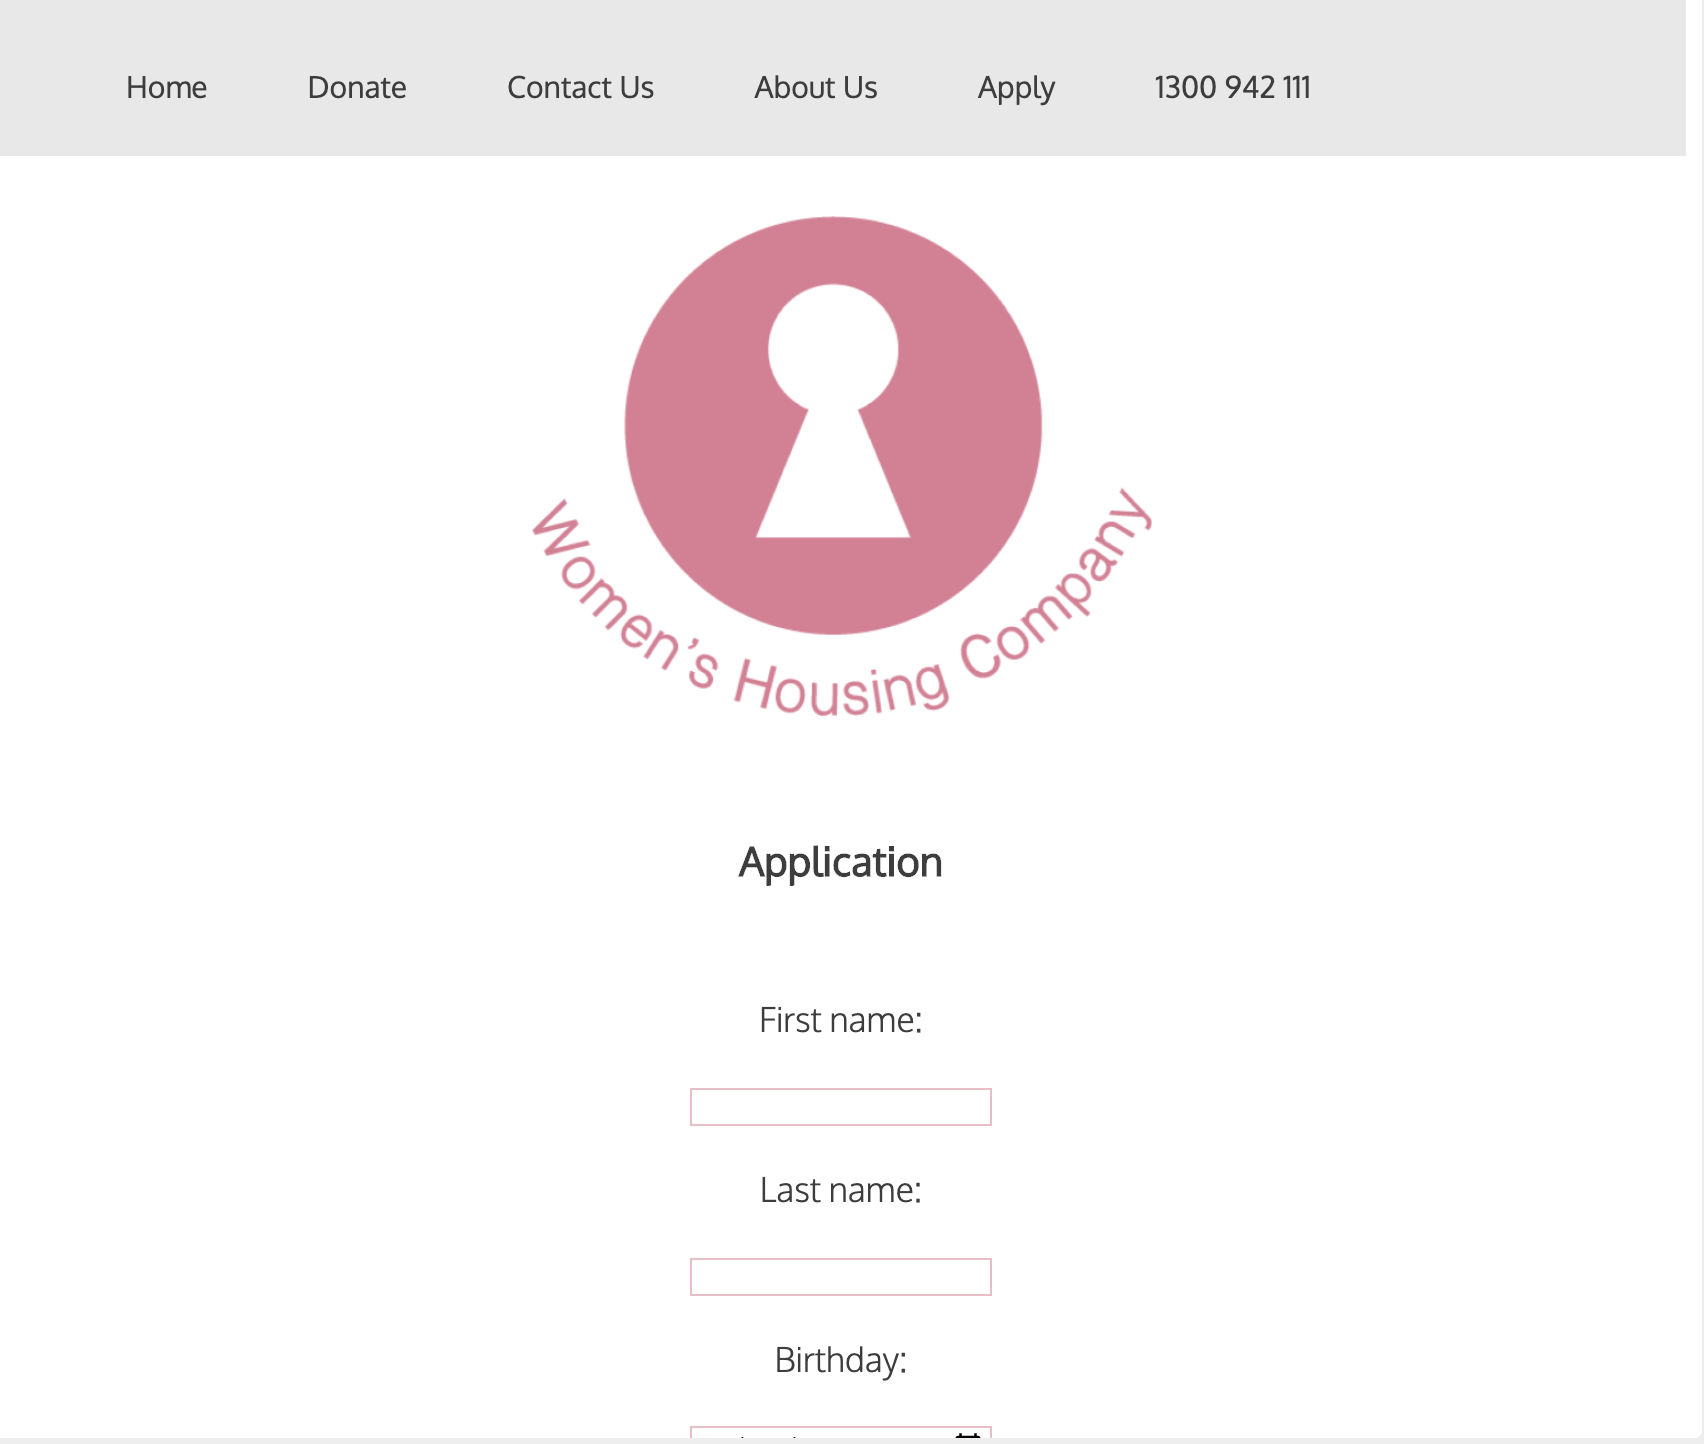 Home Donate Contact Us About Us Apply 1300 942 111
Women's Housing Company
Application
First name:
Last name:
Birthday: